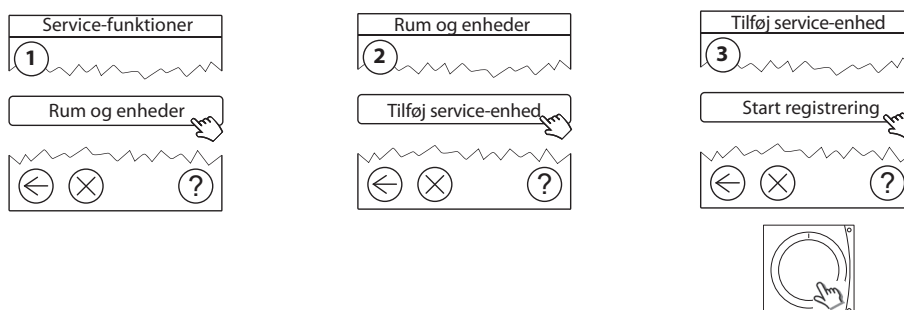 Service-funktioner
1
Rum og enheder
?
Rum og enheder
2
Tilføj service-enhed
?
Tilføj service-enhed
3
Start registrering
?